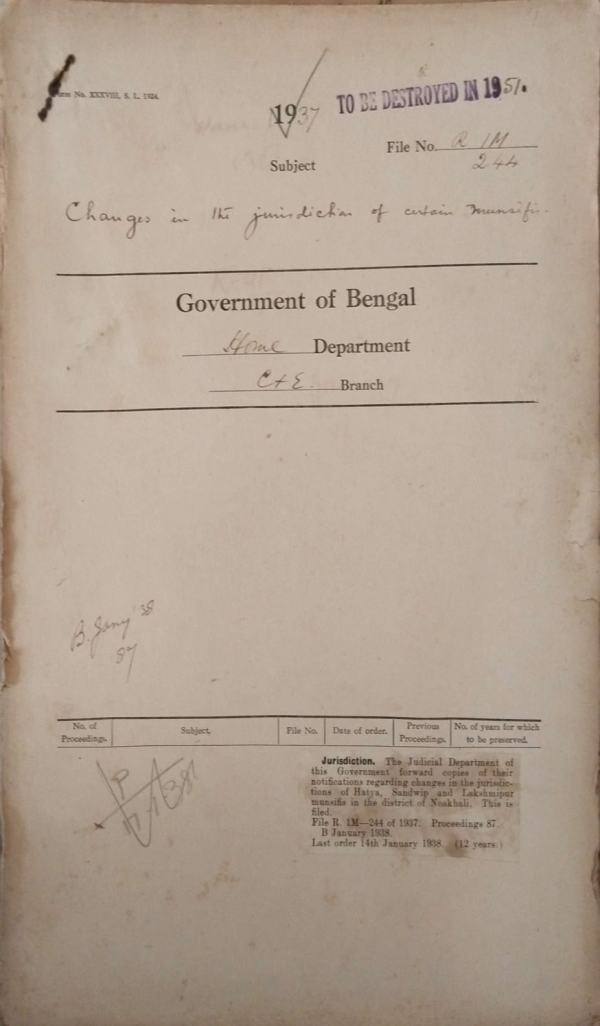 Form No. XXXVIII, S. L. 1924.
1937
TO BE DESTROYED IN 1951.
File No. R 1M
244
Subject
Changes in the jurisdiction of certain munsifis.
Government of Bengal
Home Department
C & E. Branch
B. Jany '38
87
No. of Proceedings. Subject. File No. Date of order. Previous Proceedings. No. of years for which to be preserved.
Jurisdiction. The Judicial Department of
this Government forward copies of their
notifications regarding changes in the jurisdic-
tions of Hatya, Sandwip and Lakshmipur
munsifis in the district of Noakhali. This is
filed.
File R. 1M—244 of 1937. Proceedings 87.
B January 1938.
Last order 14th January 1938. (12 years.)